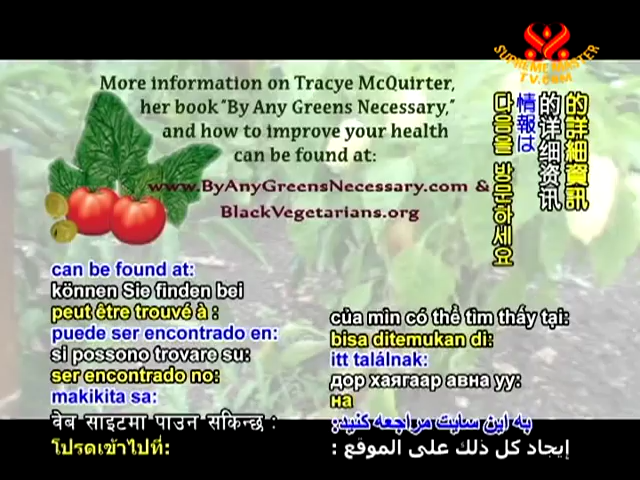 SUPREME MASTER
TV.COM
More information on Tracye McQuirter,
her book "By Any Greens Necessary,"
and how to improve your health
can be found at:
www.ByAnyGreensNecessary.com &
BlackVegetarians.org
的詳細資訊
的详细资讯
情報は
다음을 방문하세요
can be found at:
können Sie finden bei
peut être trouvé à :
puede ser encontrado en:
si possono trovare su:
ser encontrado no:
makikita sa:
वेब साइटमा पाउन सकिन्छ :
โปรดเข้าไปที่:
của mìn có thể tìm thấy tại:
bisa ditemukan di:
itt találnak:
дор хаягаар авна уу:
на
به این سایت مراجعه کنید:
إيجاد كل ذلك على الموقع :